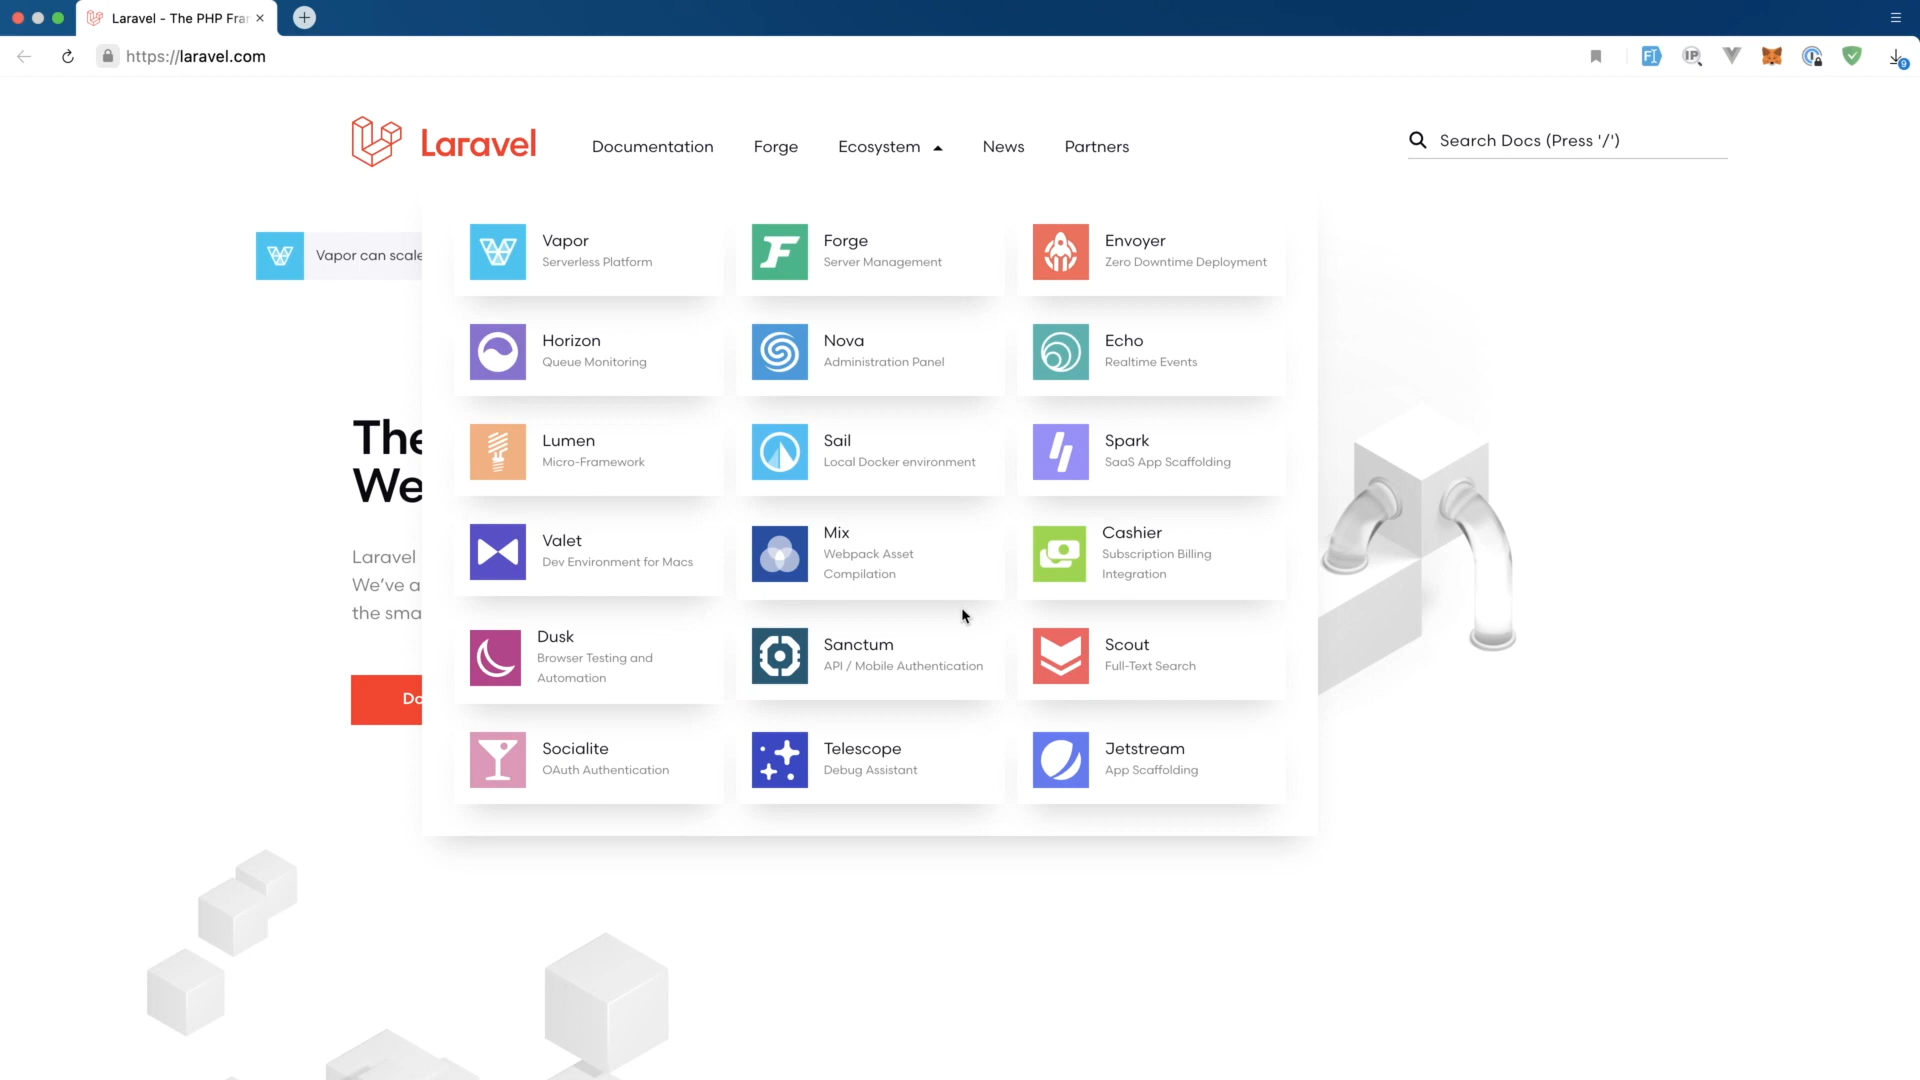 Laravel - The PHP Fra
https://laravel.com
9
Laravel
Documentation
Forge
Ecosystem
News
Partners
Search Docs (Press '/')
Vapor can scale
Vapor
Serverless Platform
Forge
Server Management
Envoyer
Zero Downtime Deployment
Horizon
Queue Monitoring
Nova
Administration Panel
Echo
Realtime Events
Lumen
Micro-Framework
Sail
Local Docker environment
Spark
SaaS App Scaffolding
Valet
Dev Environment for Macs
Mix
Webpack Asset
Compilation
Cashier
Subscription Billing
Integration
Dusk
Browser Testing and
Automation
Sanctum
API / Mobile Authentication
Scout
Full-Text Search
Socialite
OAuth Authentication
Telescope
Debug Assistant
Jetstream
App Scaffolding
The
We
Laravel
We've a
the sma
Do